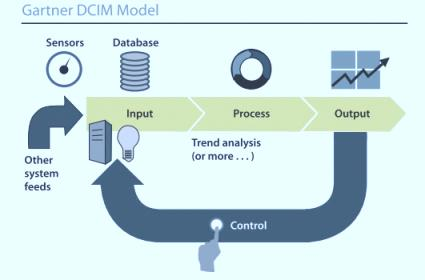 Gartner DCIM Model
Sensors
Database
Input
Process
Output
Other
system
feeds
Trend analysis
(or more . . . )
Control